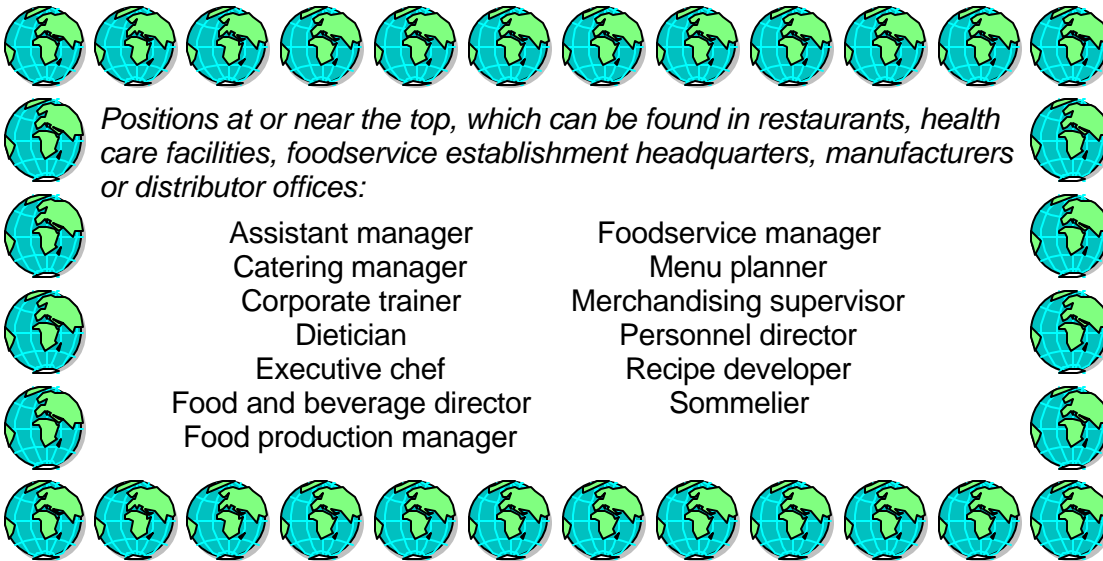 Positions at or near the top, which can be found in restaurants, health
care facilities, foodservice establishment headquarters, manufacturers
or distributor offices:
Assistant manager
Catering manager
Corporate trainer
Dietician
Executive chef
Food and beverage director
Food production manager
Foodservice manager
Menu planner
Merchandising supervisor
Personnel director
Recipe developer
Sommelier